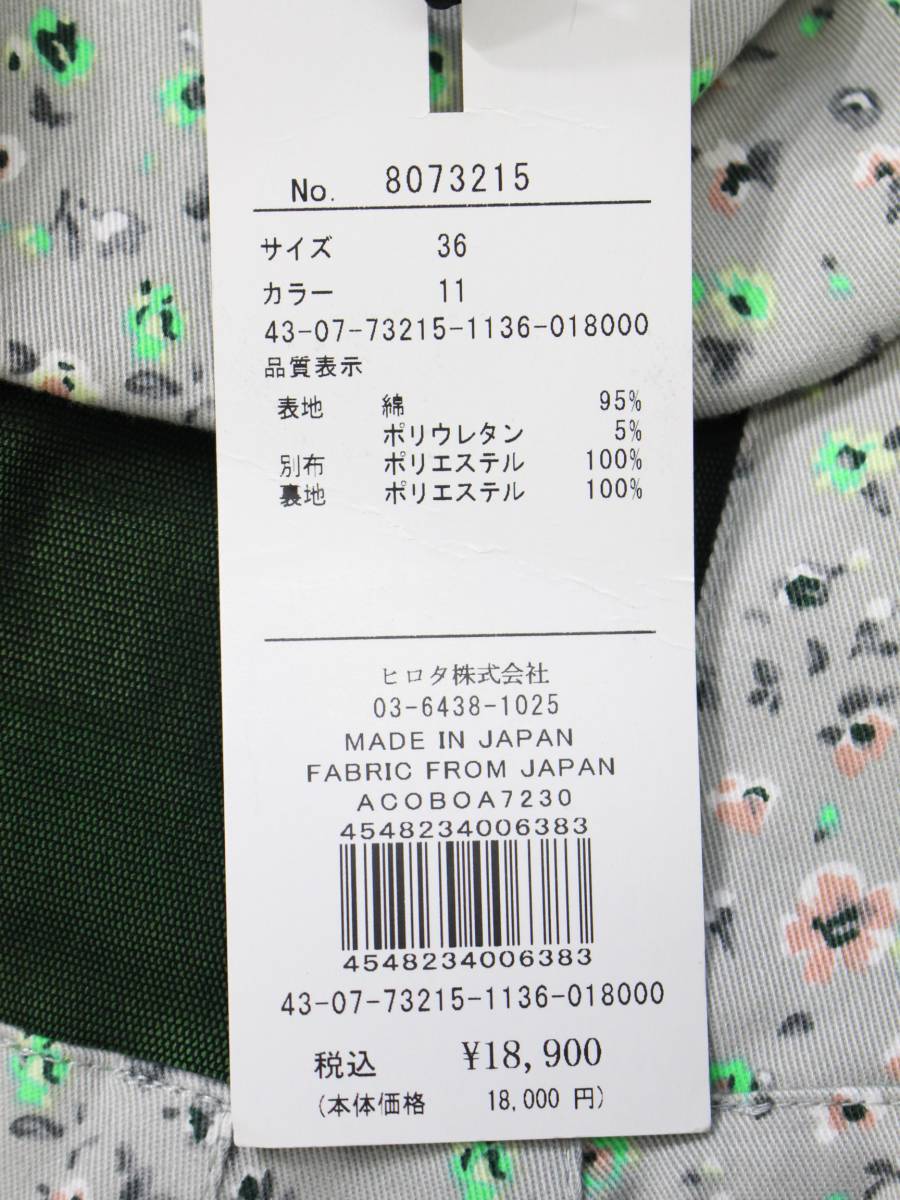 No. 8073215
サイズ 36
カラー 11
43-07-73215-1136-018000
品質表示
表地 綿 95%
ポリウレタン 5%
別布 ポリエステル 100%
裏地 ポリエステル 100%
ヒロタ株式会社
03-6438-1025
MADE IN JAPAN
FABRIC FROM JAPAN
ACOBOA7230
4548234006383
4548234006383
43-07-73215-1136-018000
税込 ¥18,900
(本体価格 18,000 円)